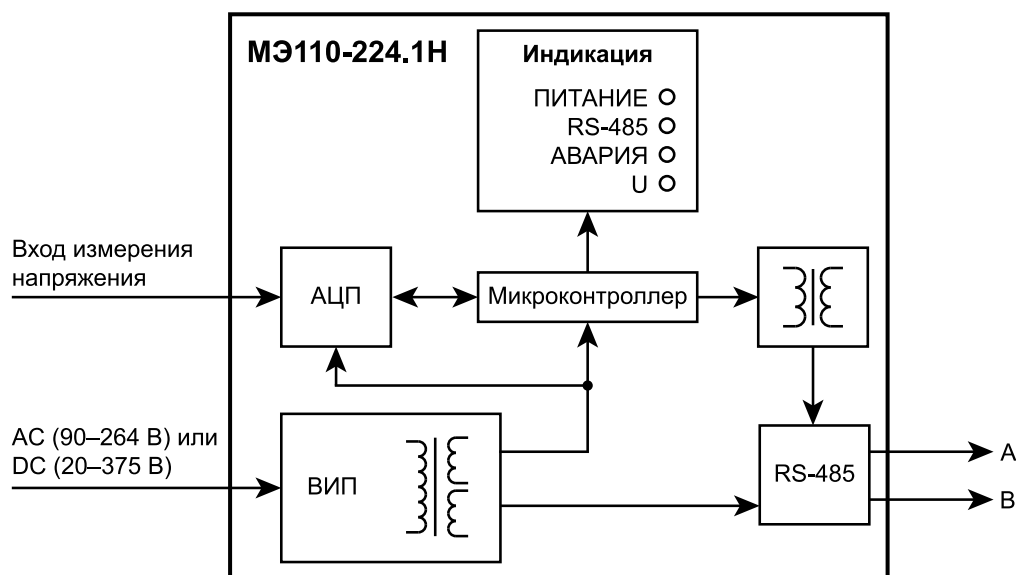 МЭ110-224.1Н
Индикация
ПИТАНИЕ
RS-485
АВАРИЯ
U
Вход измерения
напряжения
АЦП
Микроконтроллер
AC (90–264 В) или
DC (20–375 В)
ВИП
RS-485
A
B